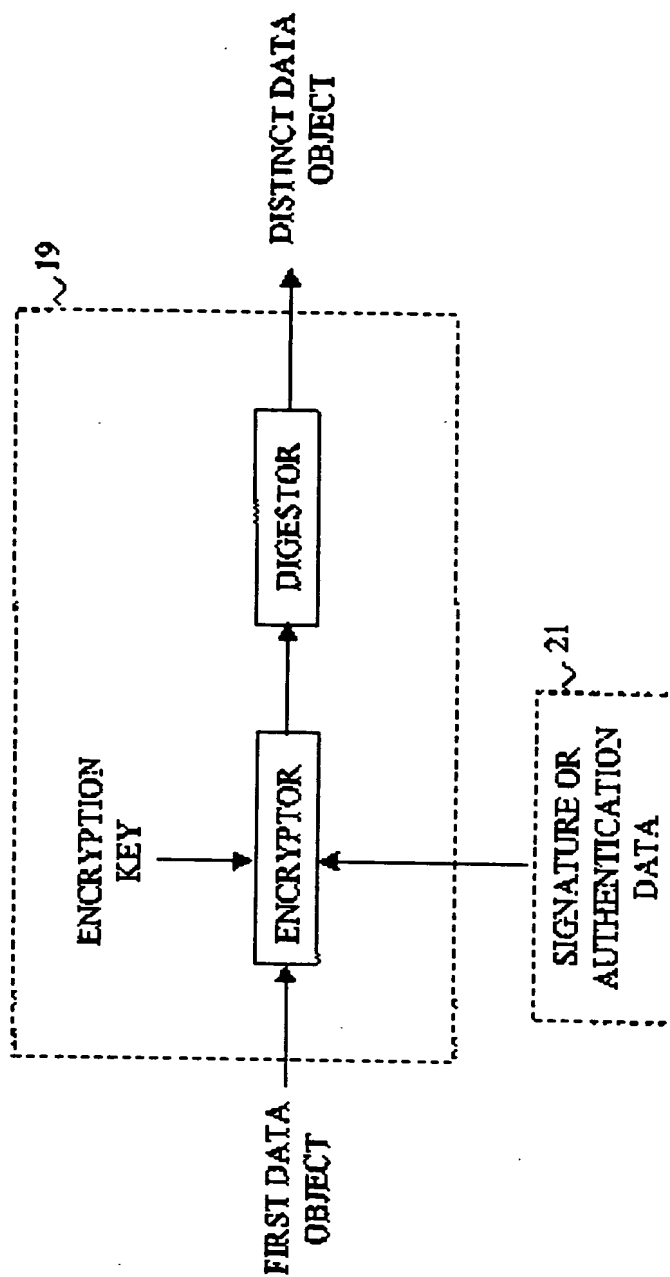 FIRST DATA
OBJECT
ENCRYPTION
KEY
ENCRYPTOR
DIGESTOR
19
DISTINCT DATA
OBJECT
21
SIGNATURE OR
AUTHENTICATION
DATA